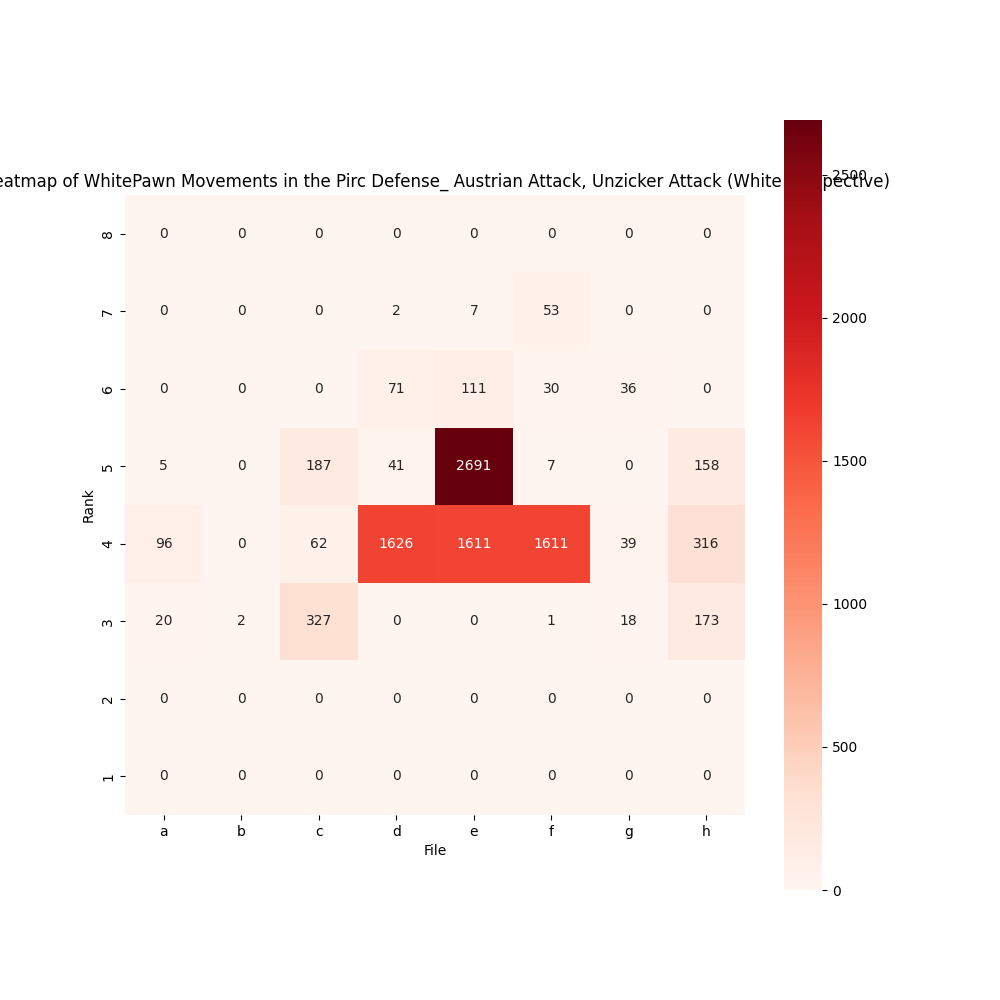 eatmap of WhitePawn Movements in the Pirc Defense_ Austrian Attack, Unzicker Attack (White pective)
8 0 0 0 0 0 0 0 0
7 0 0 0 2 7 53 0 0
6 0 0 0 71 111 30 36 0
5 5 0 187 41 2691 7 0 158
4 96 0 62 1626 1611 1611 39 316
3 20 2 327 0 0 1 18 173
2 0 0 0 0 0 0 0 0
1 0 0 0 0 0 0 0 0
a b c d e f g h
File
Rank
2500
2000
1500
1000
500
0